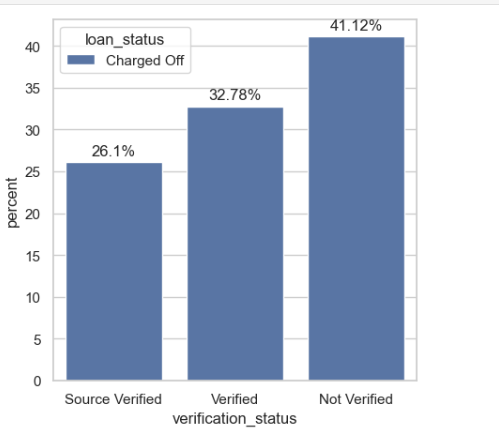 41.12%
loan_status
Charged Off
32.78%
26.1%
40
35
30
25
20
15
10
5
0
percent
Source Verified Verified Not Verified
verification_status